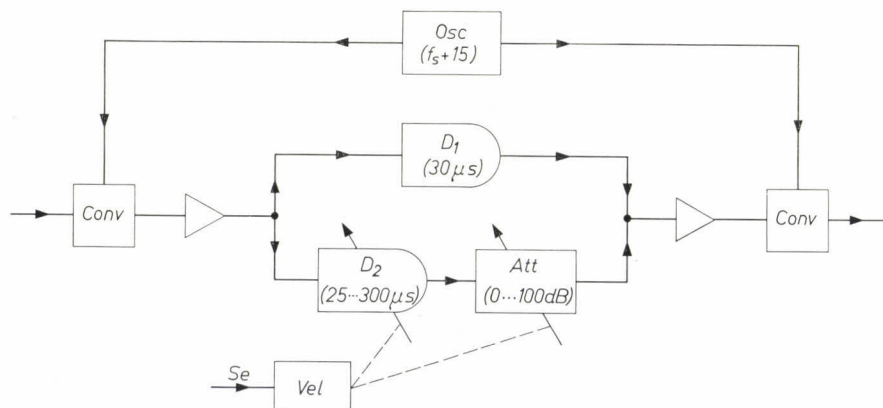 Osc
(fs+15)
D1
(30μs)
Conv
Conv
D2
(25···300μs)
Att
(0···100dB)
Se
Vel